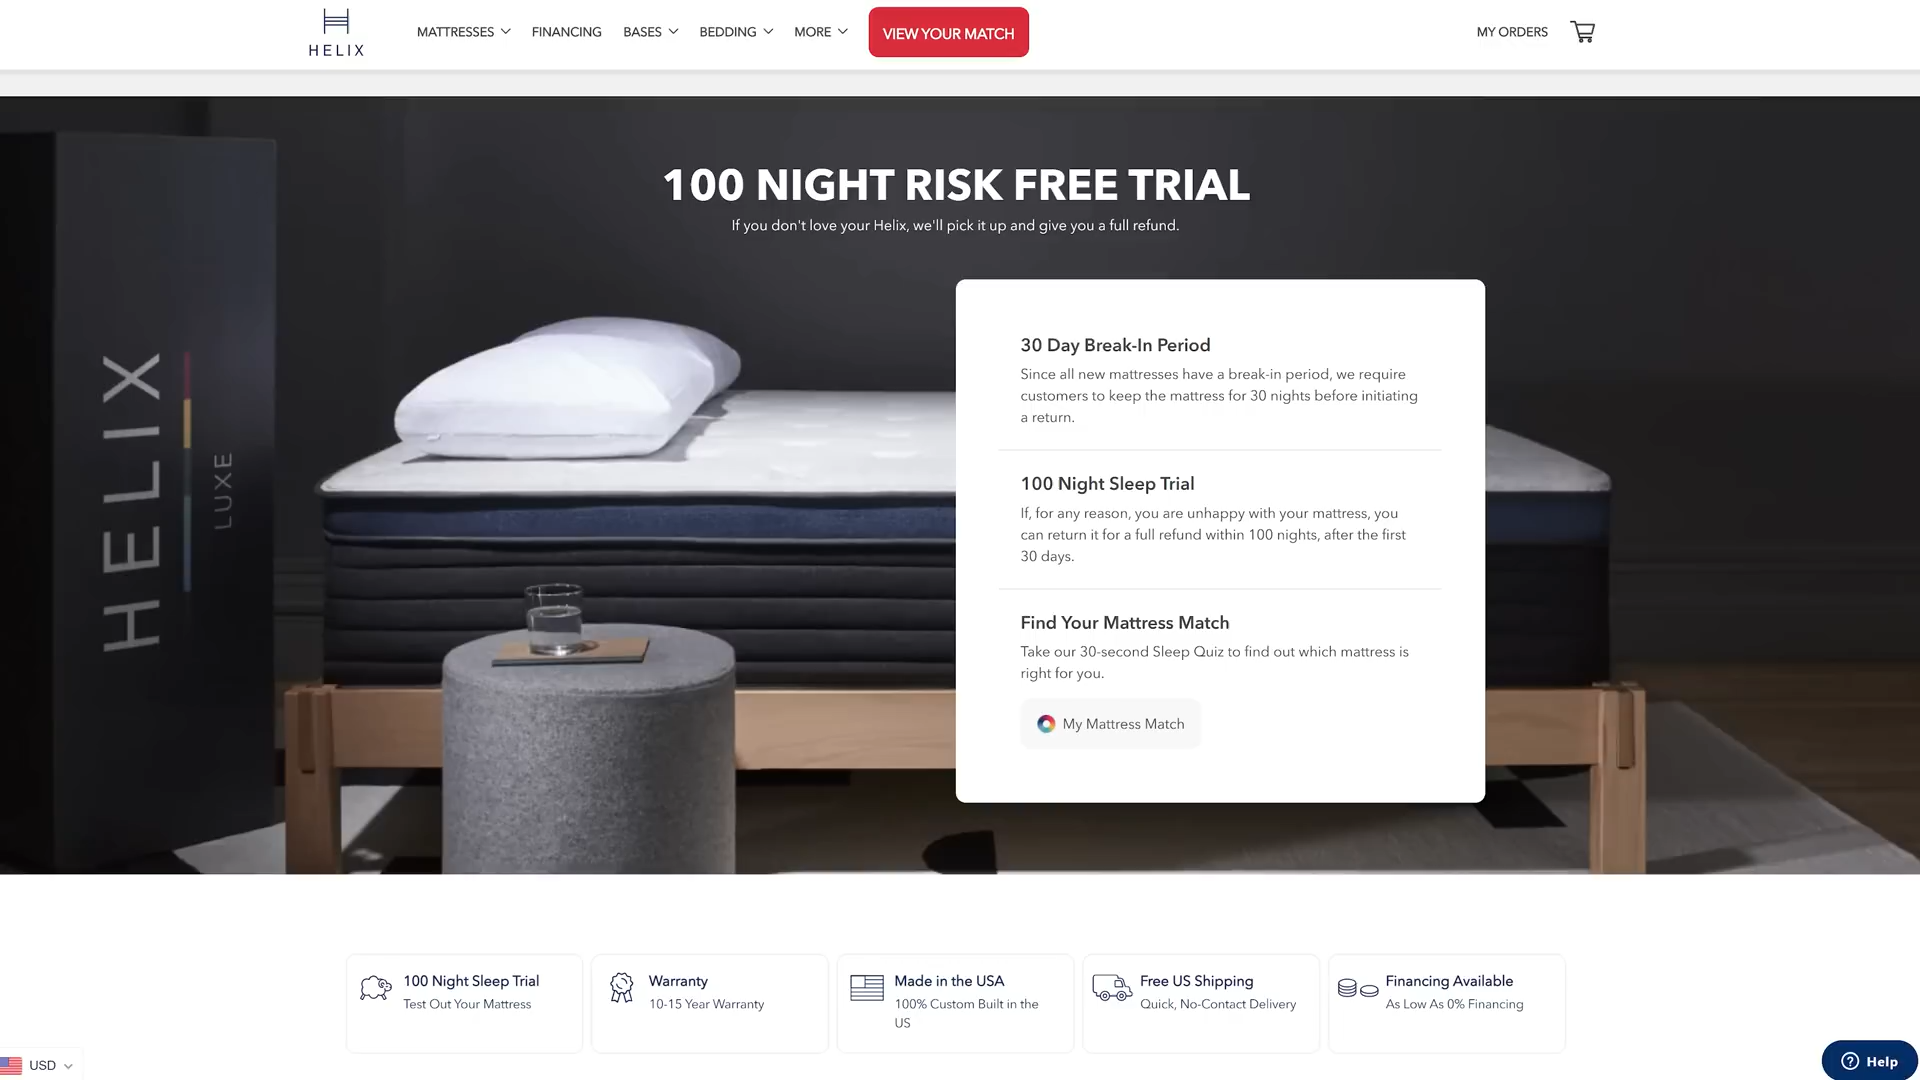 HELIX
MATTRESSES
FINANCING
BASES
BEDDING
MORE
VIEW YOUR MATCH
MY ORDERS
100 NIGHT RISK FREE TRIAL
If you don't love your Helix, we'll pick it up and give you a full refund.
HELIX
LUXE
30 Day Break-In Period
Since all new mattresses have a break-in period, we require
customers to keep the mattress for 30 nights before initiating
a return.
100 Night Sleep Trial
If, for any reason, you are unhappy with your mattress, you
can return it for a full refund within 100 nights, after the first
30 days.
Find Your Mattress Match
Take our 30-second Sleep Quiz to find out which mattress is
right for you.
My Mattress Match
100 Night Sleep Trial
Test Out Your Mattress
Warranty
10-15 Year Warranty
Made in the USA
100% Custom Built in the
US
Free US Shipping
Quick, No-Contact Delivery
Financing Available
As Low As 0% Financing
USD
Help